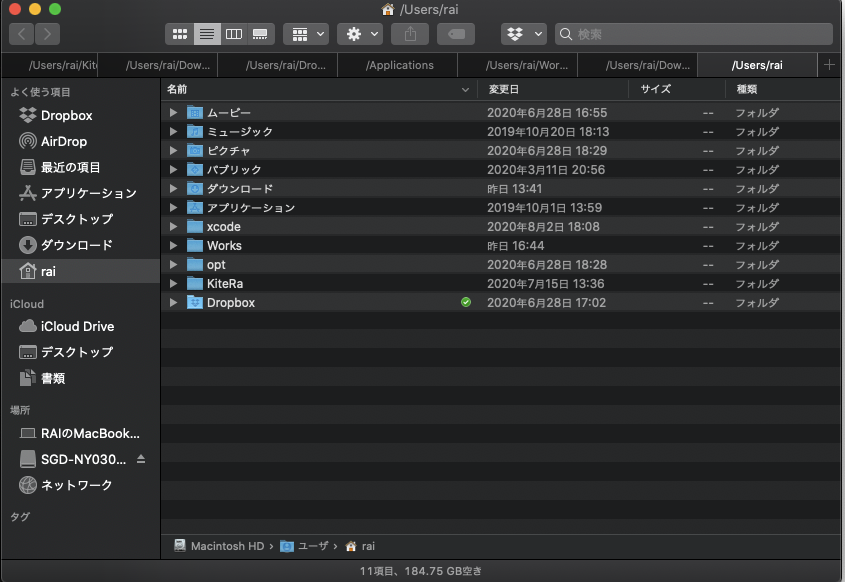 /Users/rai
検索
/Users/rai/Kit
/Users/rai/Dow...
/Users/rai/Dro...
/Applications
/Users/rai/Wor...
/Users/rai/Dow...
/Users/rai
よく使う項目
Dropbox
AirDrop
最近の項目
アプリケーション
デスクトップ
ダウンロード
rai
iCloud
iCloud Drive
デスクトップ
書類
場所
RAIのMacBook...
SGD-NY030...
ネットワーク
タグ
名前 変更日 サイズ 種類
ムービー 2020年6月28日 16:55 -- フォルダ
ミュージック 2019年10月20日 18:13 -- フォルダ
ピクチャ 2020年6月28日 18:29 -- フォルダ
パブリック 2020年3月11日 20:56 -- フォルダ
ダウンロード 昨日 13:41 -- フォルダ
アプリケーション 2019年10月1日 13:59 -- フォルダ
xcode 2020年8月2日 18:08 -- フォルダ
Works 昨日 16:44 -- フォルダ
opt 2020年6月28日 18:28 -- フォルダ
KiteRa 2020年7月15日 13:36 -- フォルダ
Dropbox 2020年6月28日 17:02 -- フォルダ
Macintosh HD › ユーザ › rai
11項目、184.75 GB空き